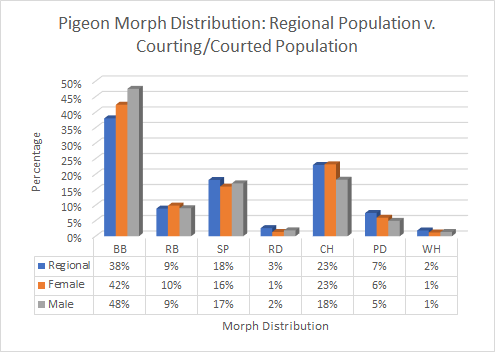 Pigeon Morph Distribution: Regional Population v.
Courting/Courted Population
50%
45%
40%
35%
30%
25%
20%
15%
10%
5%
0%
Percentage
BB RB SP RD CH PD WH
Regional 38% 9% 18% 3% 23% 7% 2%
Female 42% 10% 16% 1% 23% 6% 1%
Male 48% 9% 17% 2% 18% 5% 1%
Morph Distribution